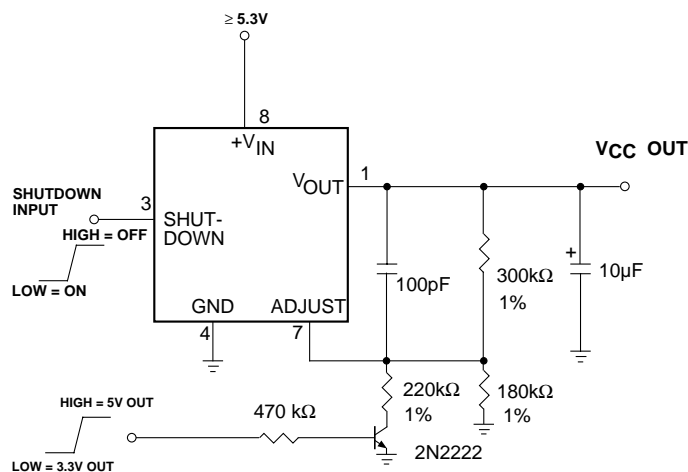 ≥ 5.3V
8
+VIN
VOUT
1
VCC OUT
SHUTDOWN
INPUT
3
SHUT-
DOWN
HIGH = OFF
LOW = ON
GND
ADJUST
4
7
100pF
300kΩ
1%
+
10µF
220kΩ
1%
180kΩ
1%
HIGH = 5V OUT
470 kΩ
2N2222
LOW = 3.3V OUT